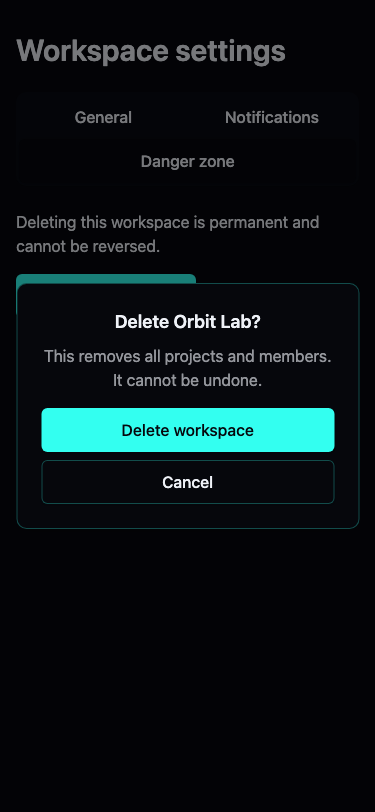 Workspace settings
General
Notifications
Danger zone
Deleting this workspace is permanent and
cannot be reversed.
Delete Orbit Lab?
This removes all projects and members.
It cannot be undone.
Delete workspace
Cancel